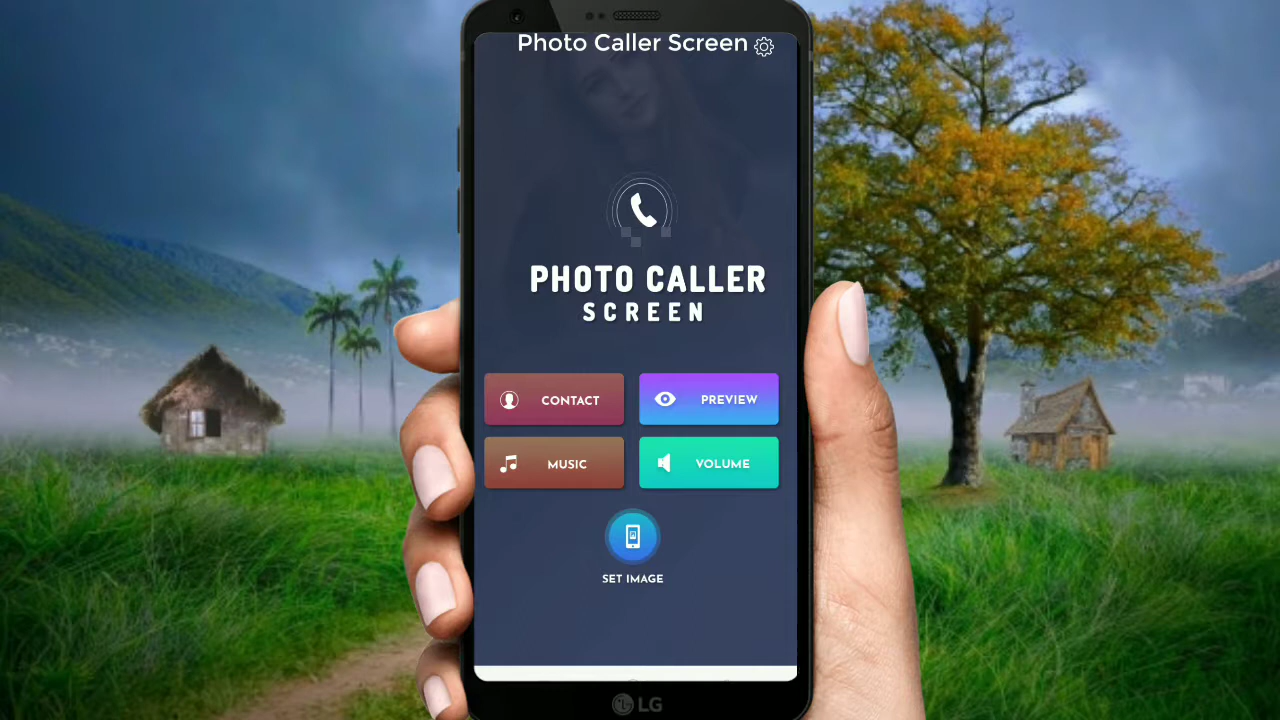 Photo Caller Screen
PHOTO CALLER
SCREEN
CONTACT
PREVIEW
MUSIC
VOLUME
SET IMAGE
LG